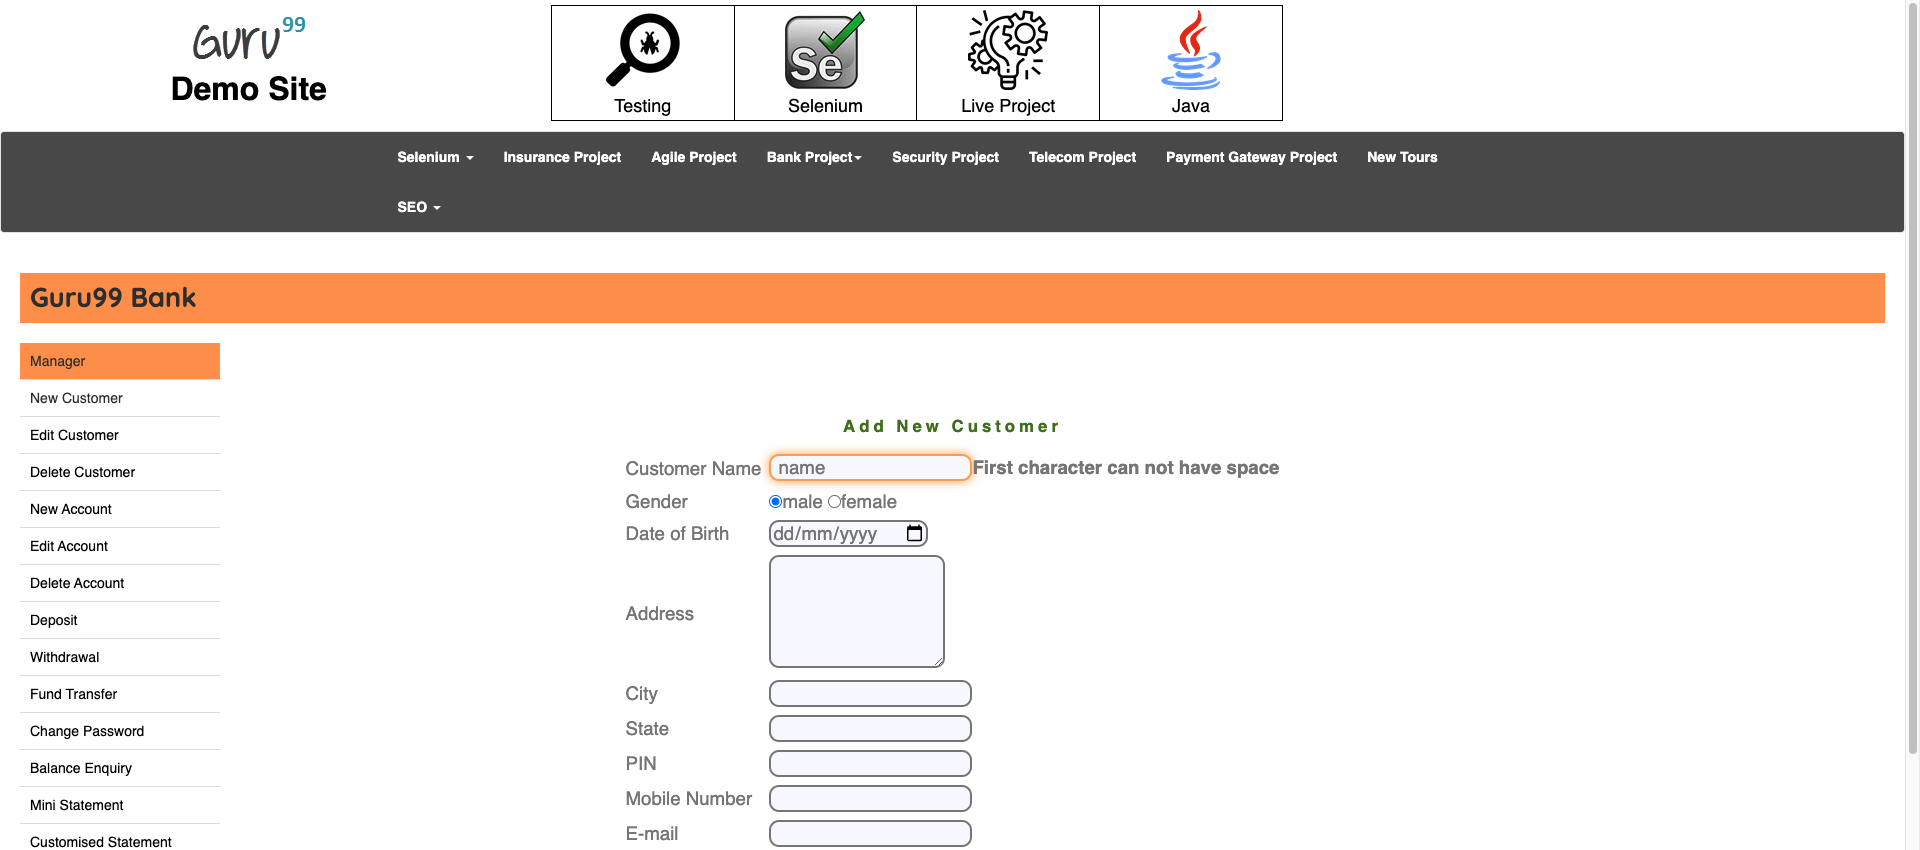 Guru99
Demo Site
Testing
Se
Selenium
Live Project
Java
Selenium
Insurance Project
Agile Project
Bank Project
Security Project
Telecom Project
Payment Gateway Project
New Tours
SEO
Guru99 Bank
Manager
New Customer
Edit Customer
Delete Customer
New Account
Edit Account
Delete Account
Deposit
Withdrawal
Fund Transfer
Change Password
Balance Enquiry
Mini Statement
Customised Statement
Add New Customer
Customer Name name First character can not have space
Gender male female
Date of Birth dd/mm/yyyy
Address
City
State
PIN
Mobile Number
E-mail